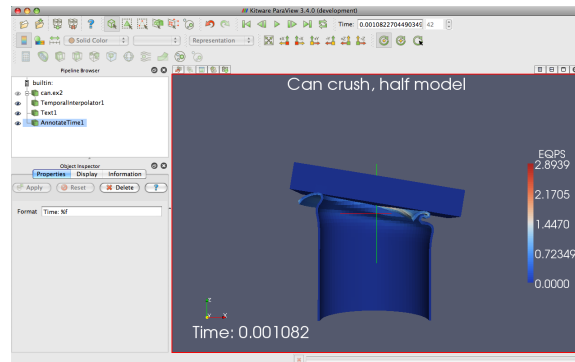 Kitware ParaView 3.4.0 (development)
Time: 0.0010822704490349 42
Solid Color
Representation
Pipeline Browser
builtin:
can.ex2
TemporalInterpolator1
Text1
AnnotateTime1
Object Inspector
Properties Display Information
Apply Reset Delete ?
Format Time: %f
Can crush, half model
EQPS
2.8939
2.1705
1.4470
0.72349
0.0000
Time: 0.001082